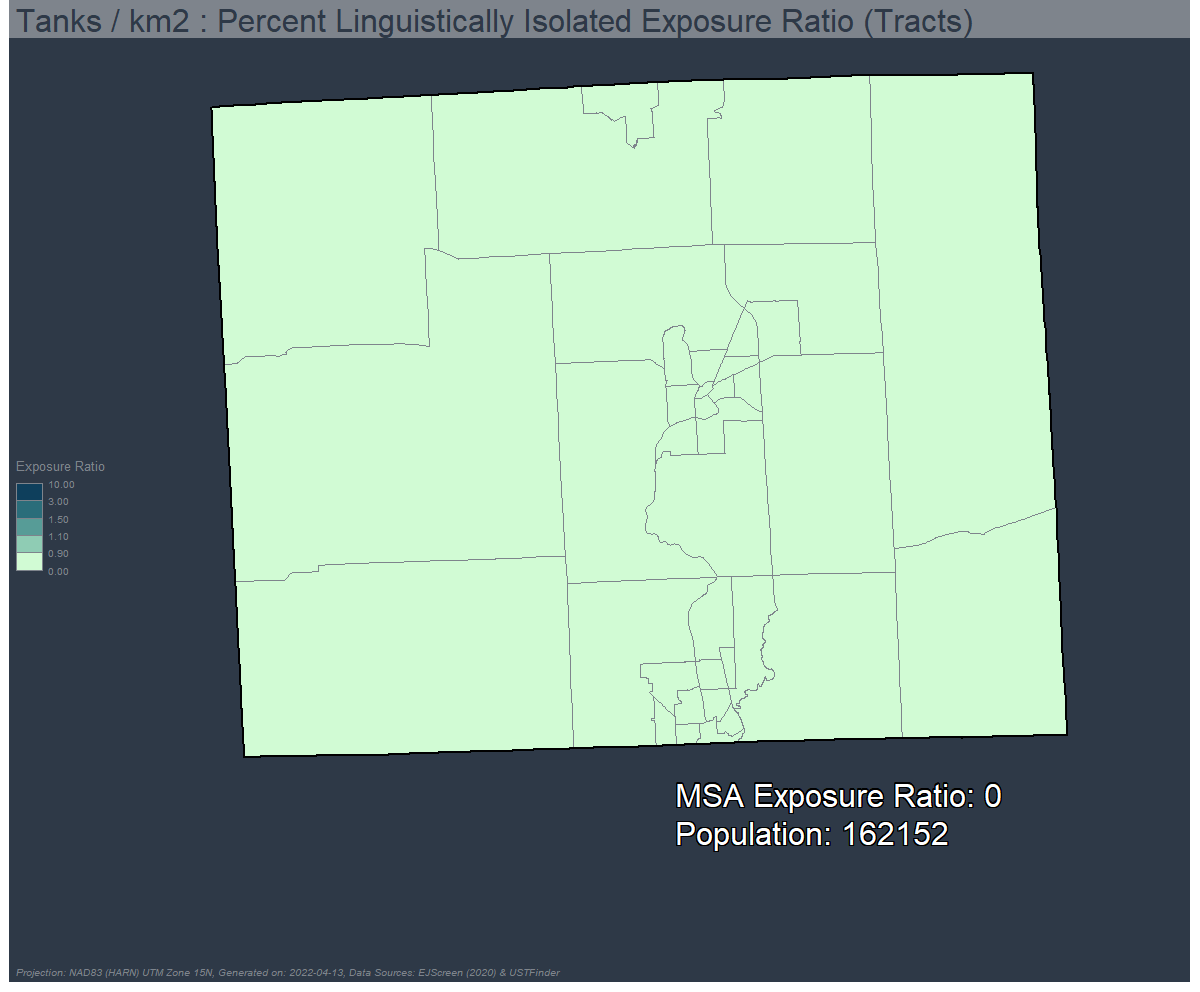 Tanks / km2 : Percent Linguistically Isolated Exposure Ratio (Tracts)
Exposure Ratio
10.00
3.00
1.50
1.10
0.90
0.00
MSA Exposure Ratio: 0
Population: 162152
Projection: NAD83 (HARN) UTM Zone 15N, Generated on: 2022-04-13, Data Sources: EJScreen (2020) & USTFinder